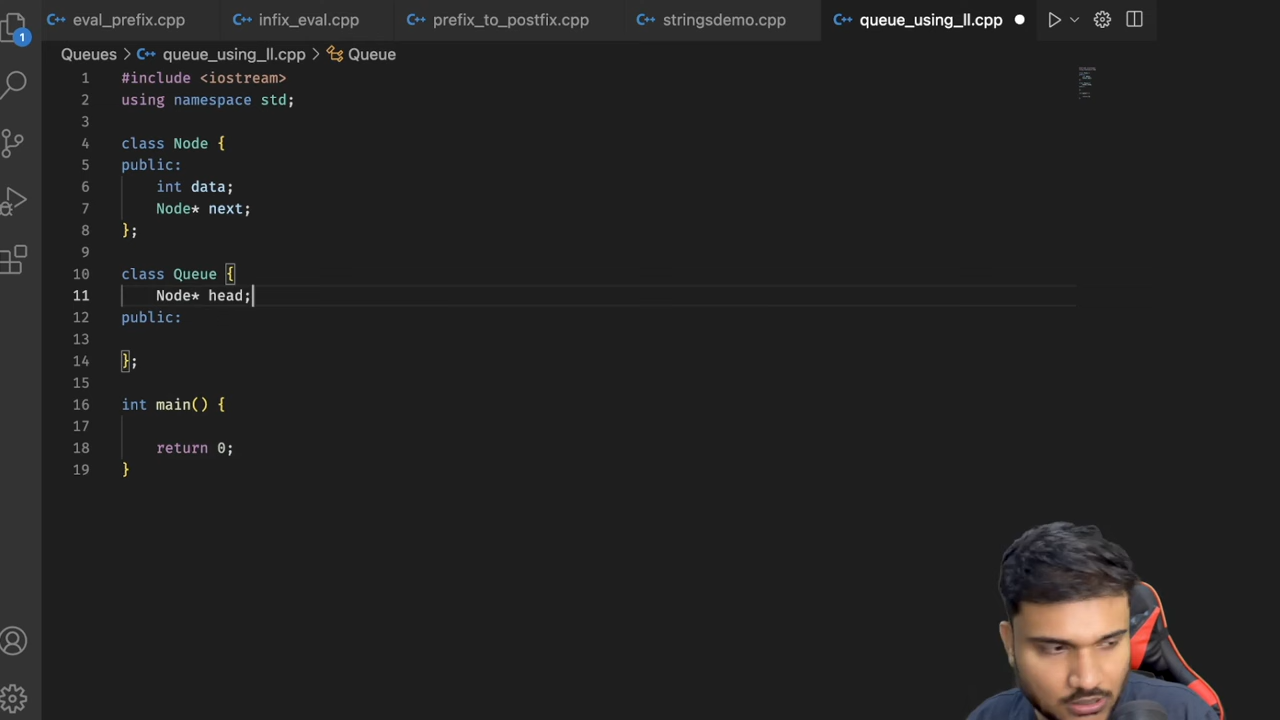 eval_prefix.cpp infix_eval.cpp prefix_to_postfix.cpp stringsdemo.cpp queue_using_ll.cpp
1
Queues > queue_using_ll.cpp > Queue
1 #include <iostream>
2 using namespace std;
3
4 class Node {
5 public:
6 int data;
7 Node* next;
8 };
9
10 class Queue {
11 Node* head;
12 public:
13
14 };
15
16 int main() {
17
18 return 0;
19 }